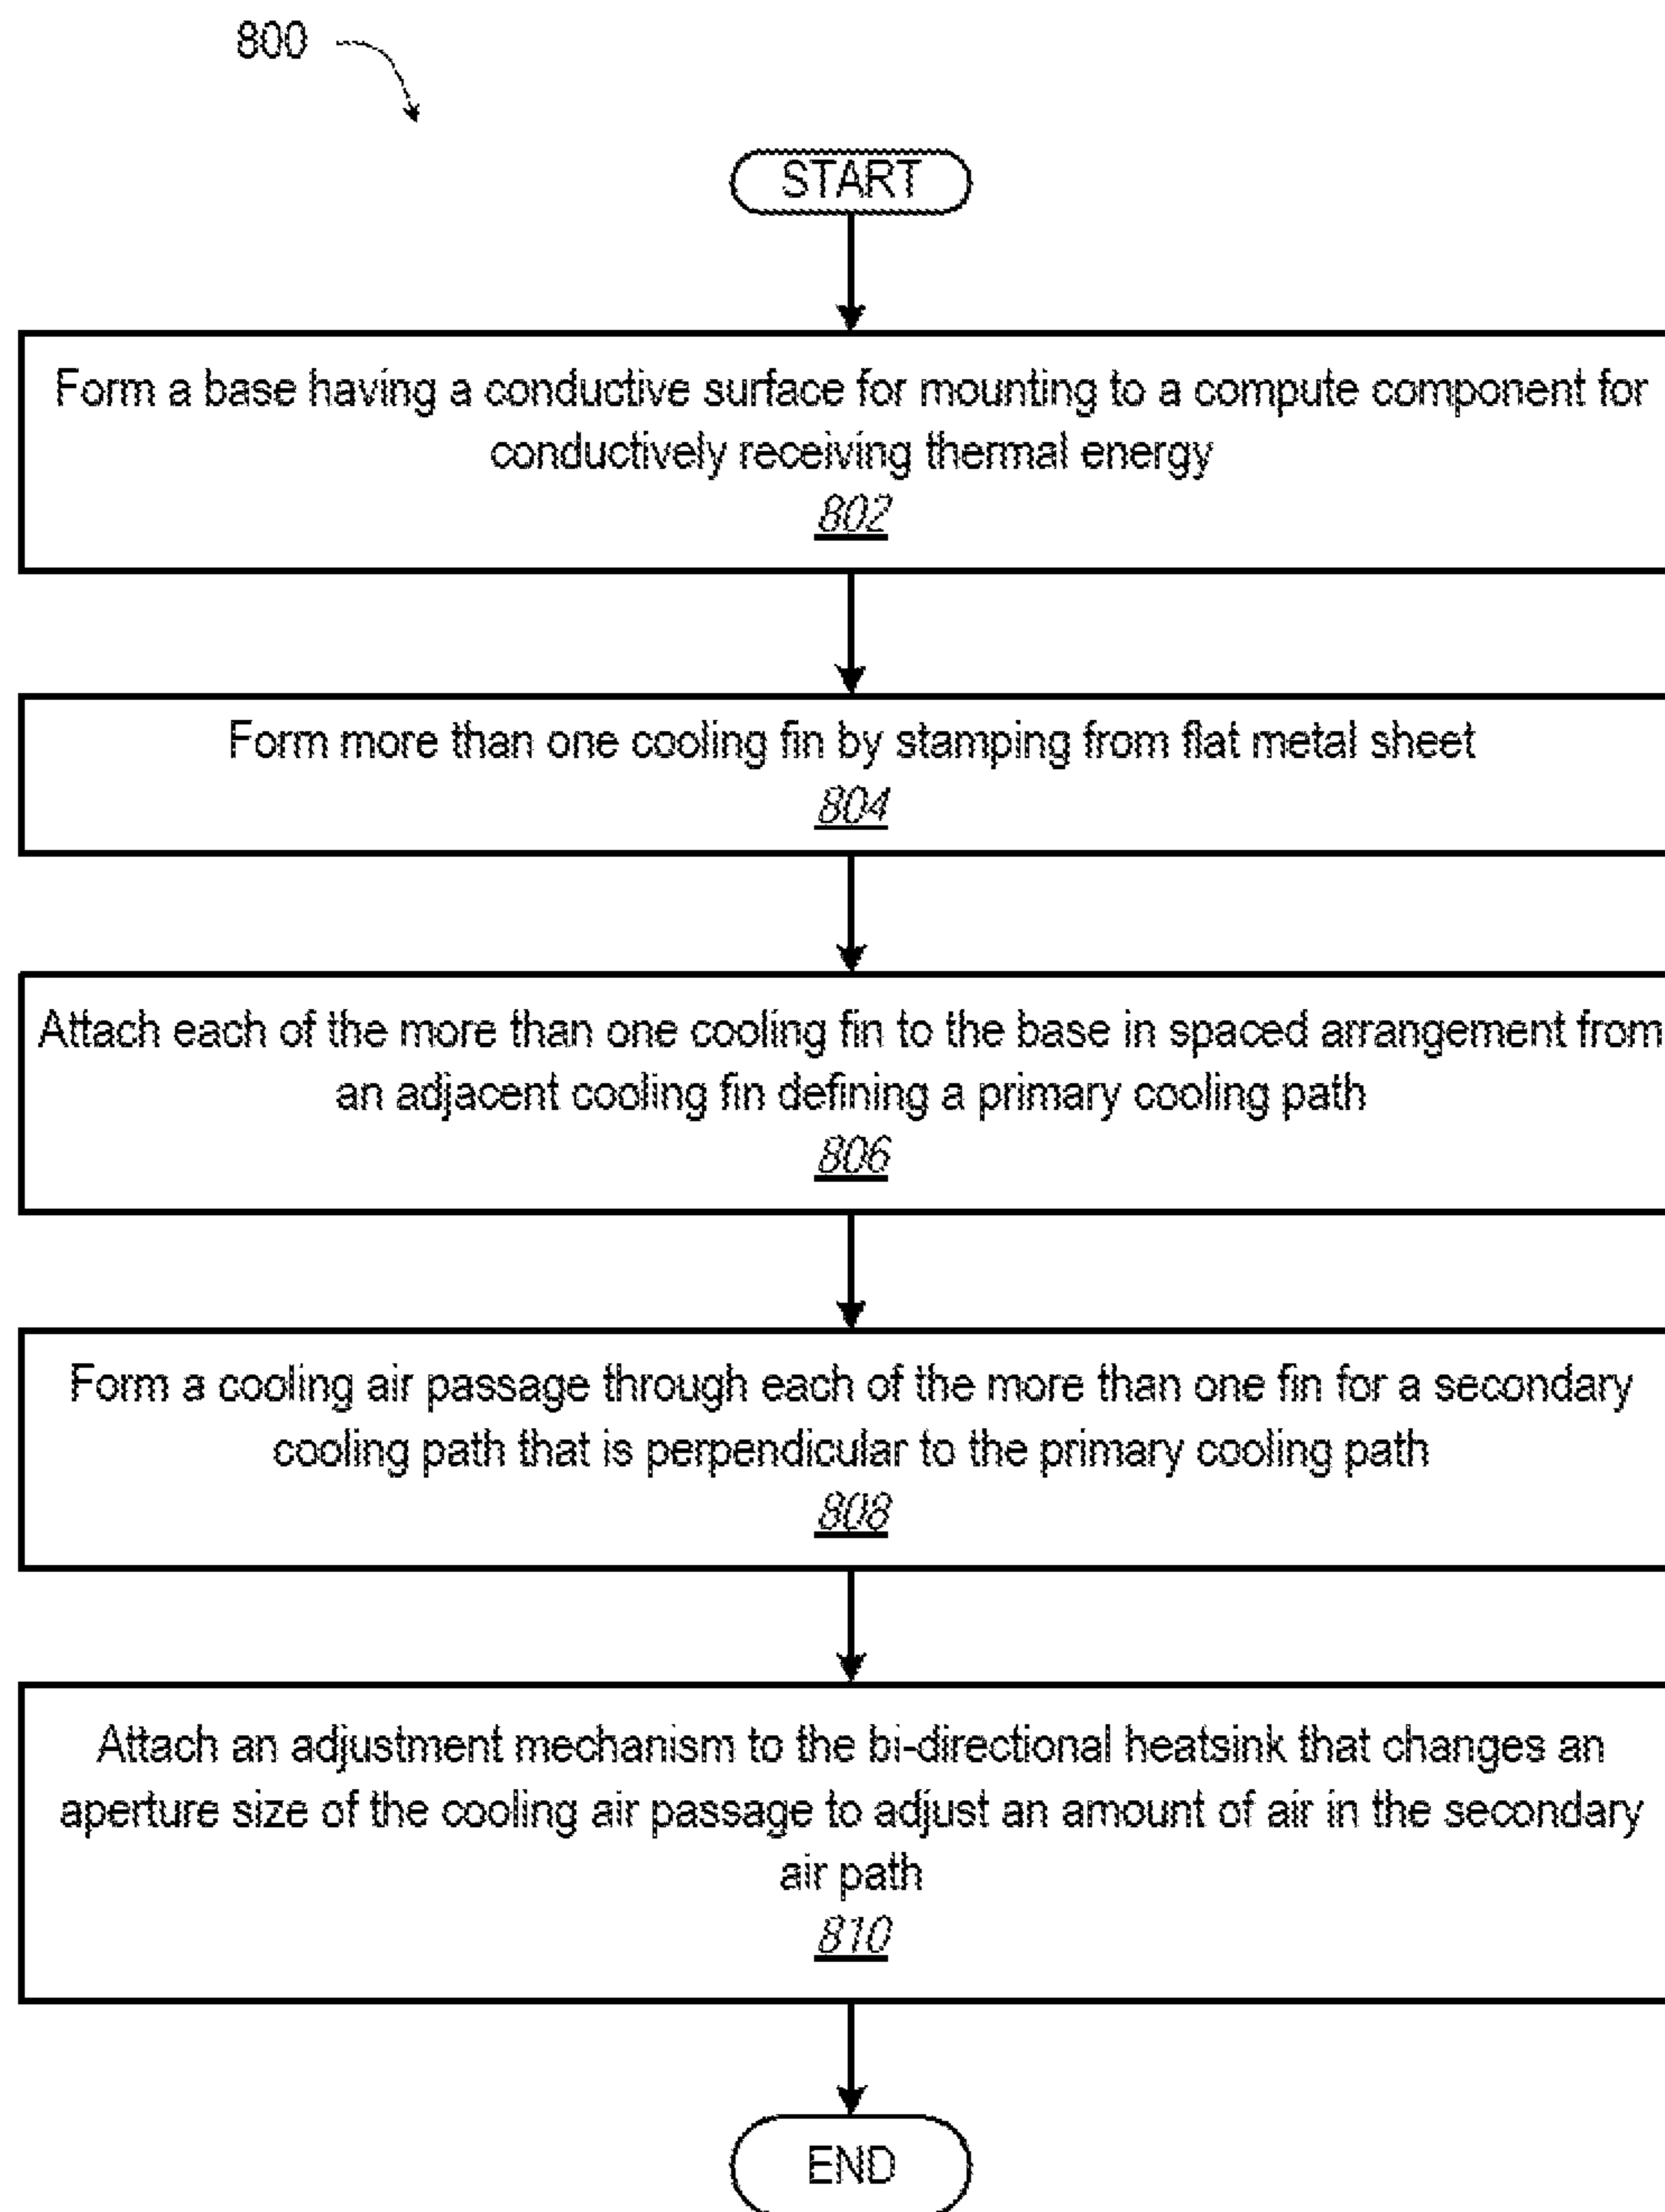 800
START
Form a base having a conductive surface for mounting to a compute component for
conductively receiving thermal energy
802
Form more than one cooling fin by stamping from flat metal sheet
804
Attach each of the more than one cooling fin to the base in spaced arrangement from
an adjacent cooling fin defining a primary cooling path
806
Form a cooling air passage through each of the more than one fin for a secondary
cooling path that is perpendicular to the primary cooling path
808
Attach an adjustment mechanism to the bi-directional heatsink that changes an
aperture size of the cooling air passage to adjust an amount of air in the secondary
air path
810
END